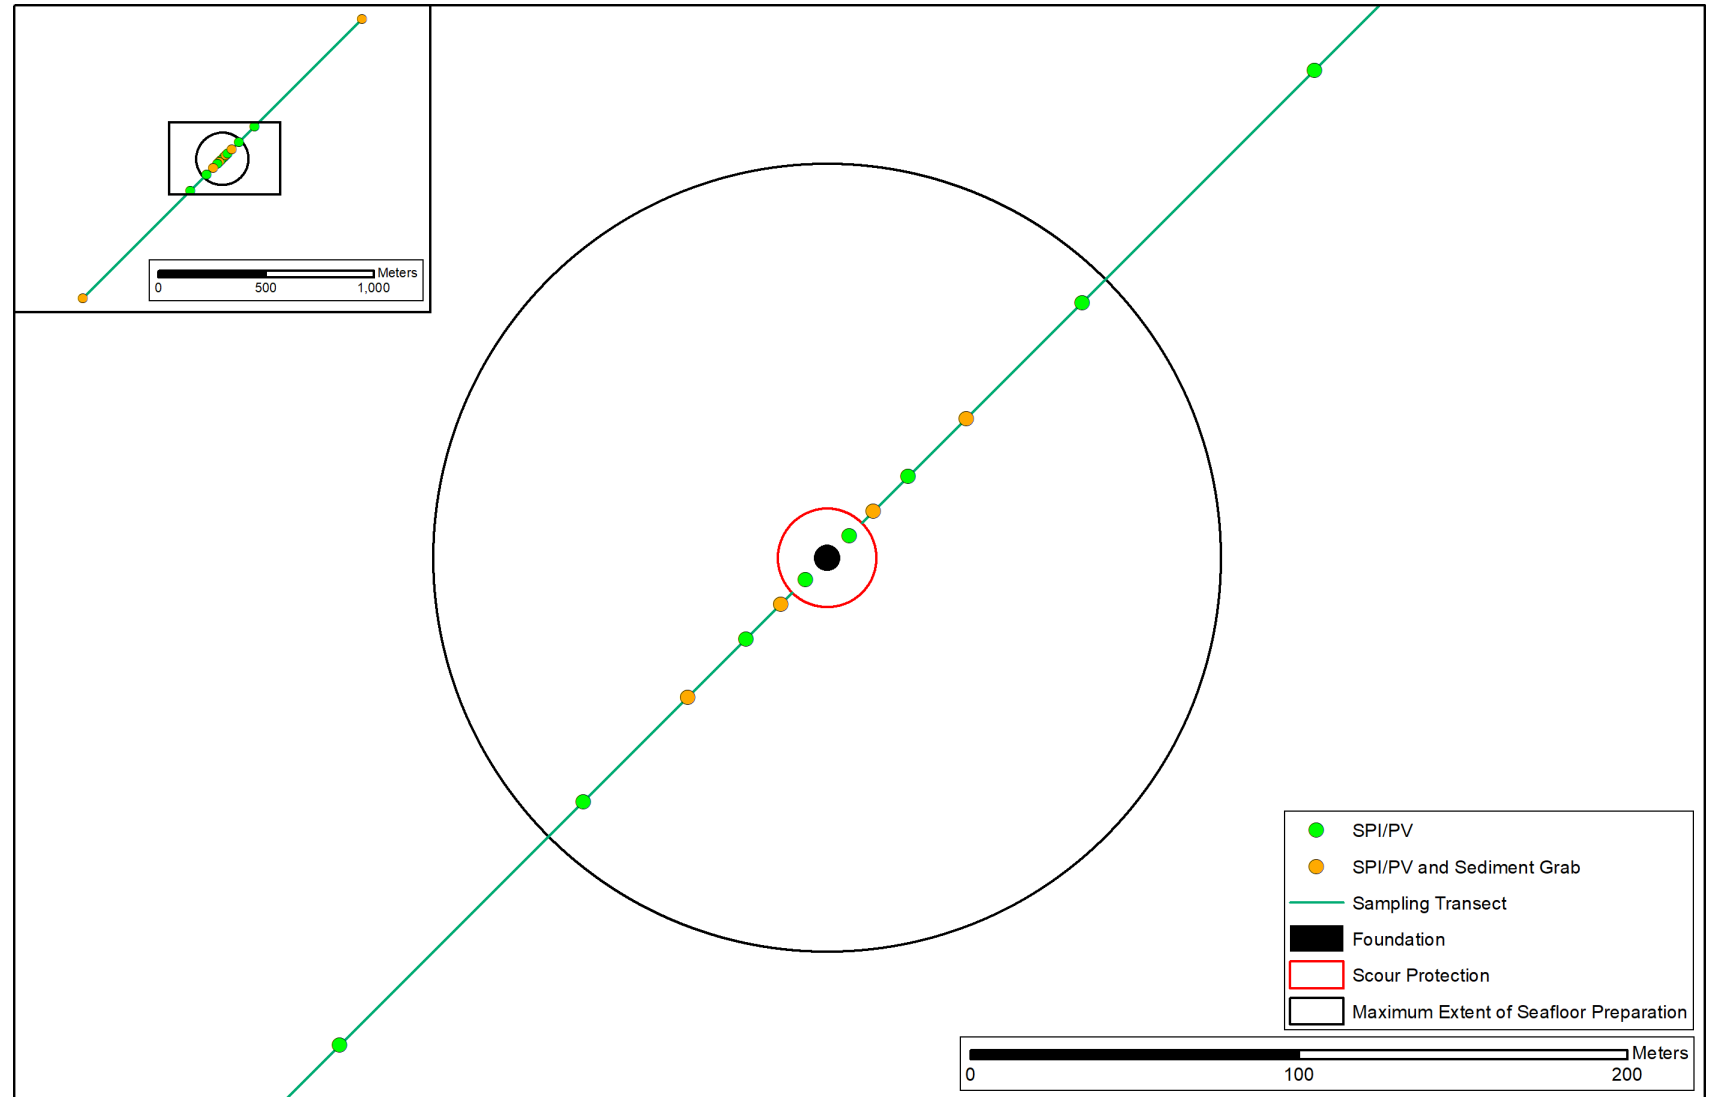 Meters
0 500 1,000
SPI/PV
SPI/PV and Sediment Grab
Sampling Transect
Foundation
Scour Protection
Maximum Extent of Seafloor Preparation
Meters
0 100 200